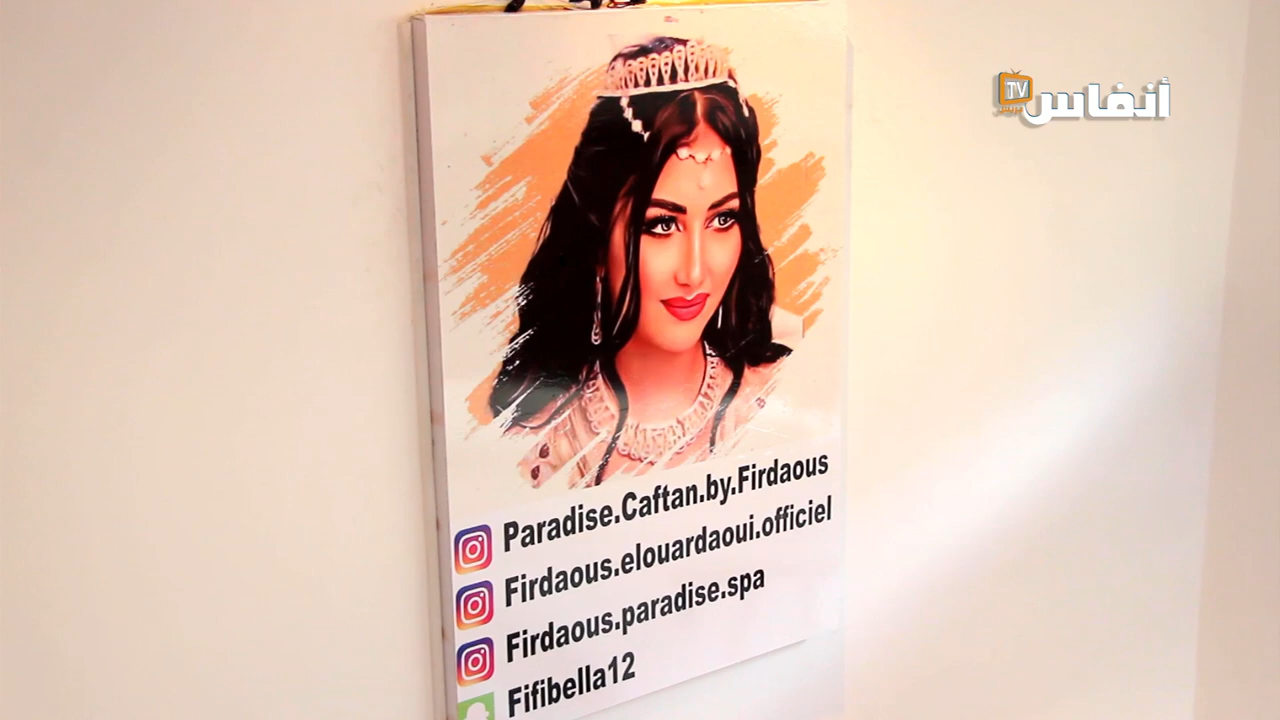 TV أنفاس
Paradise.Caftan.by.Firdaous
Firdaous.elouardaoui.officiel
Firdaous.paradise.spa
Fifibella12